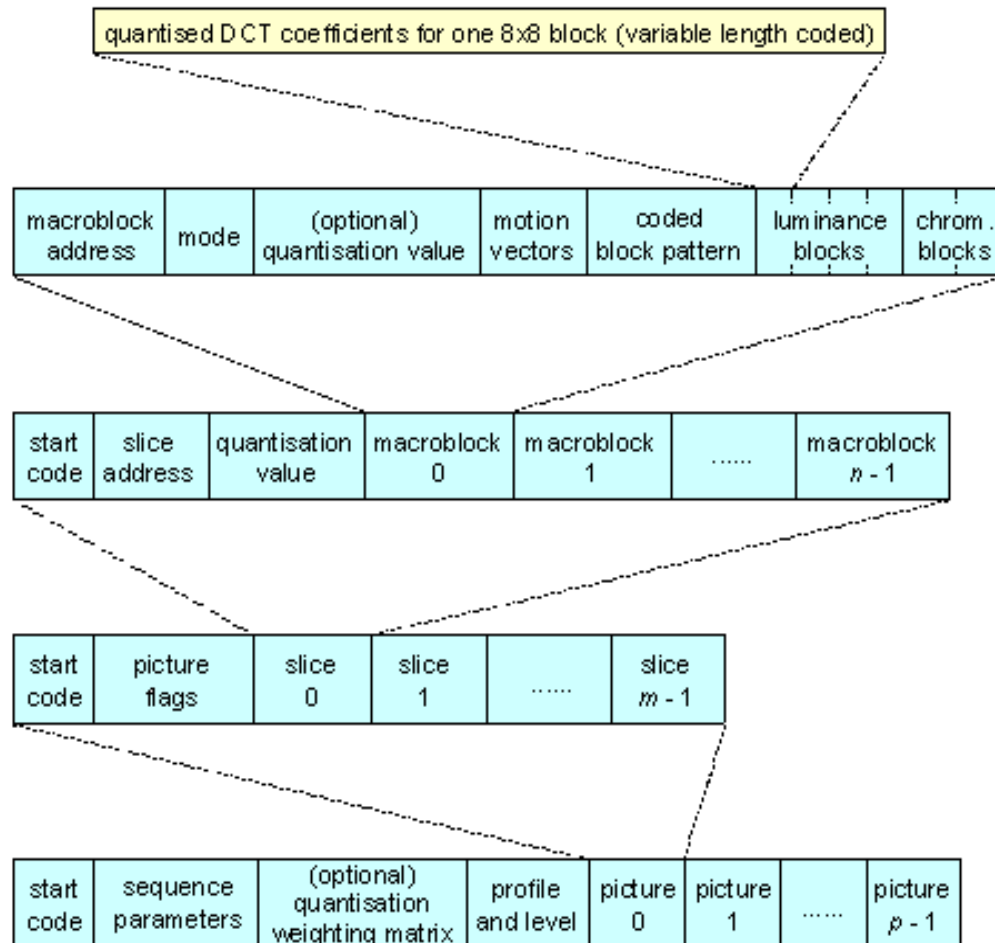 quantised DCT coefficients for one 8x8 block (variable length coded)
macroblock address
mode
(optional) quantisation value
motion vectors
coded block pattern
luminance blocks
chrom. blocks
start code
slice address
quantisation value
macroblock 0
macroblock 1
......
macroblock n - 1
start code
picture flags
slice 0
slice 1
......
slice m - 1
start code
sequence parameters
(optional) quantisation weighting matrix
profile and level
picture 0
picture 1
......
picture p - 1